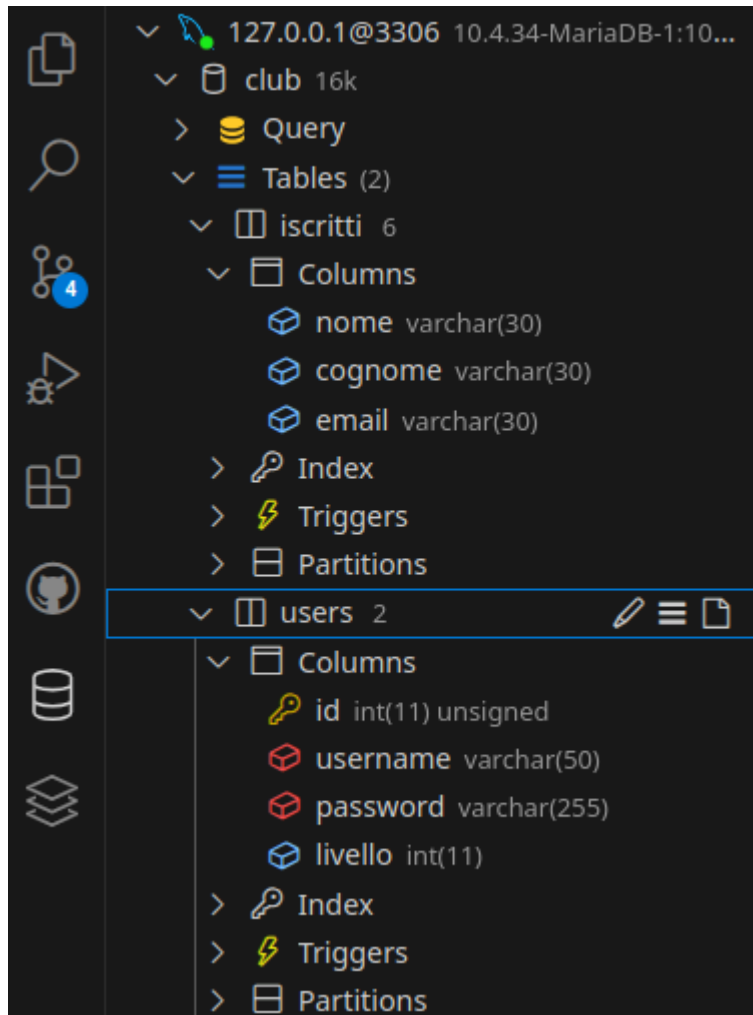 127.0.0.1@3306 10.4.34-MariaDB-1:10...
club 16k
Query
Tables (2)
iscritti 6
Columns
nome varchar(30)
cognome varchar(30)
email varchar(30)
Index
Triggers
Partitions
users 2
Columns
id int(11) unsigned
username varchar(50)
password varchar(255)
livello int(11)
Index
Triggers
Partitions
4